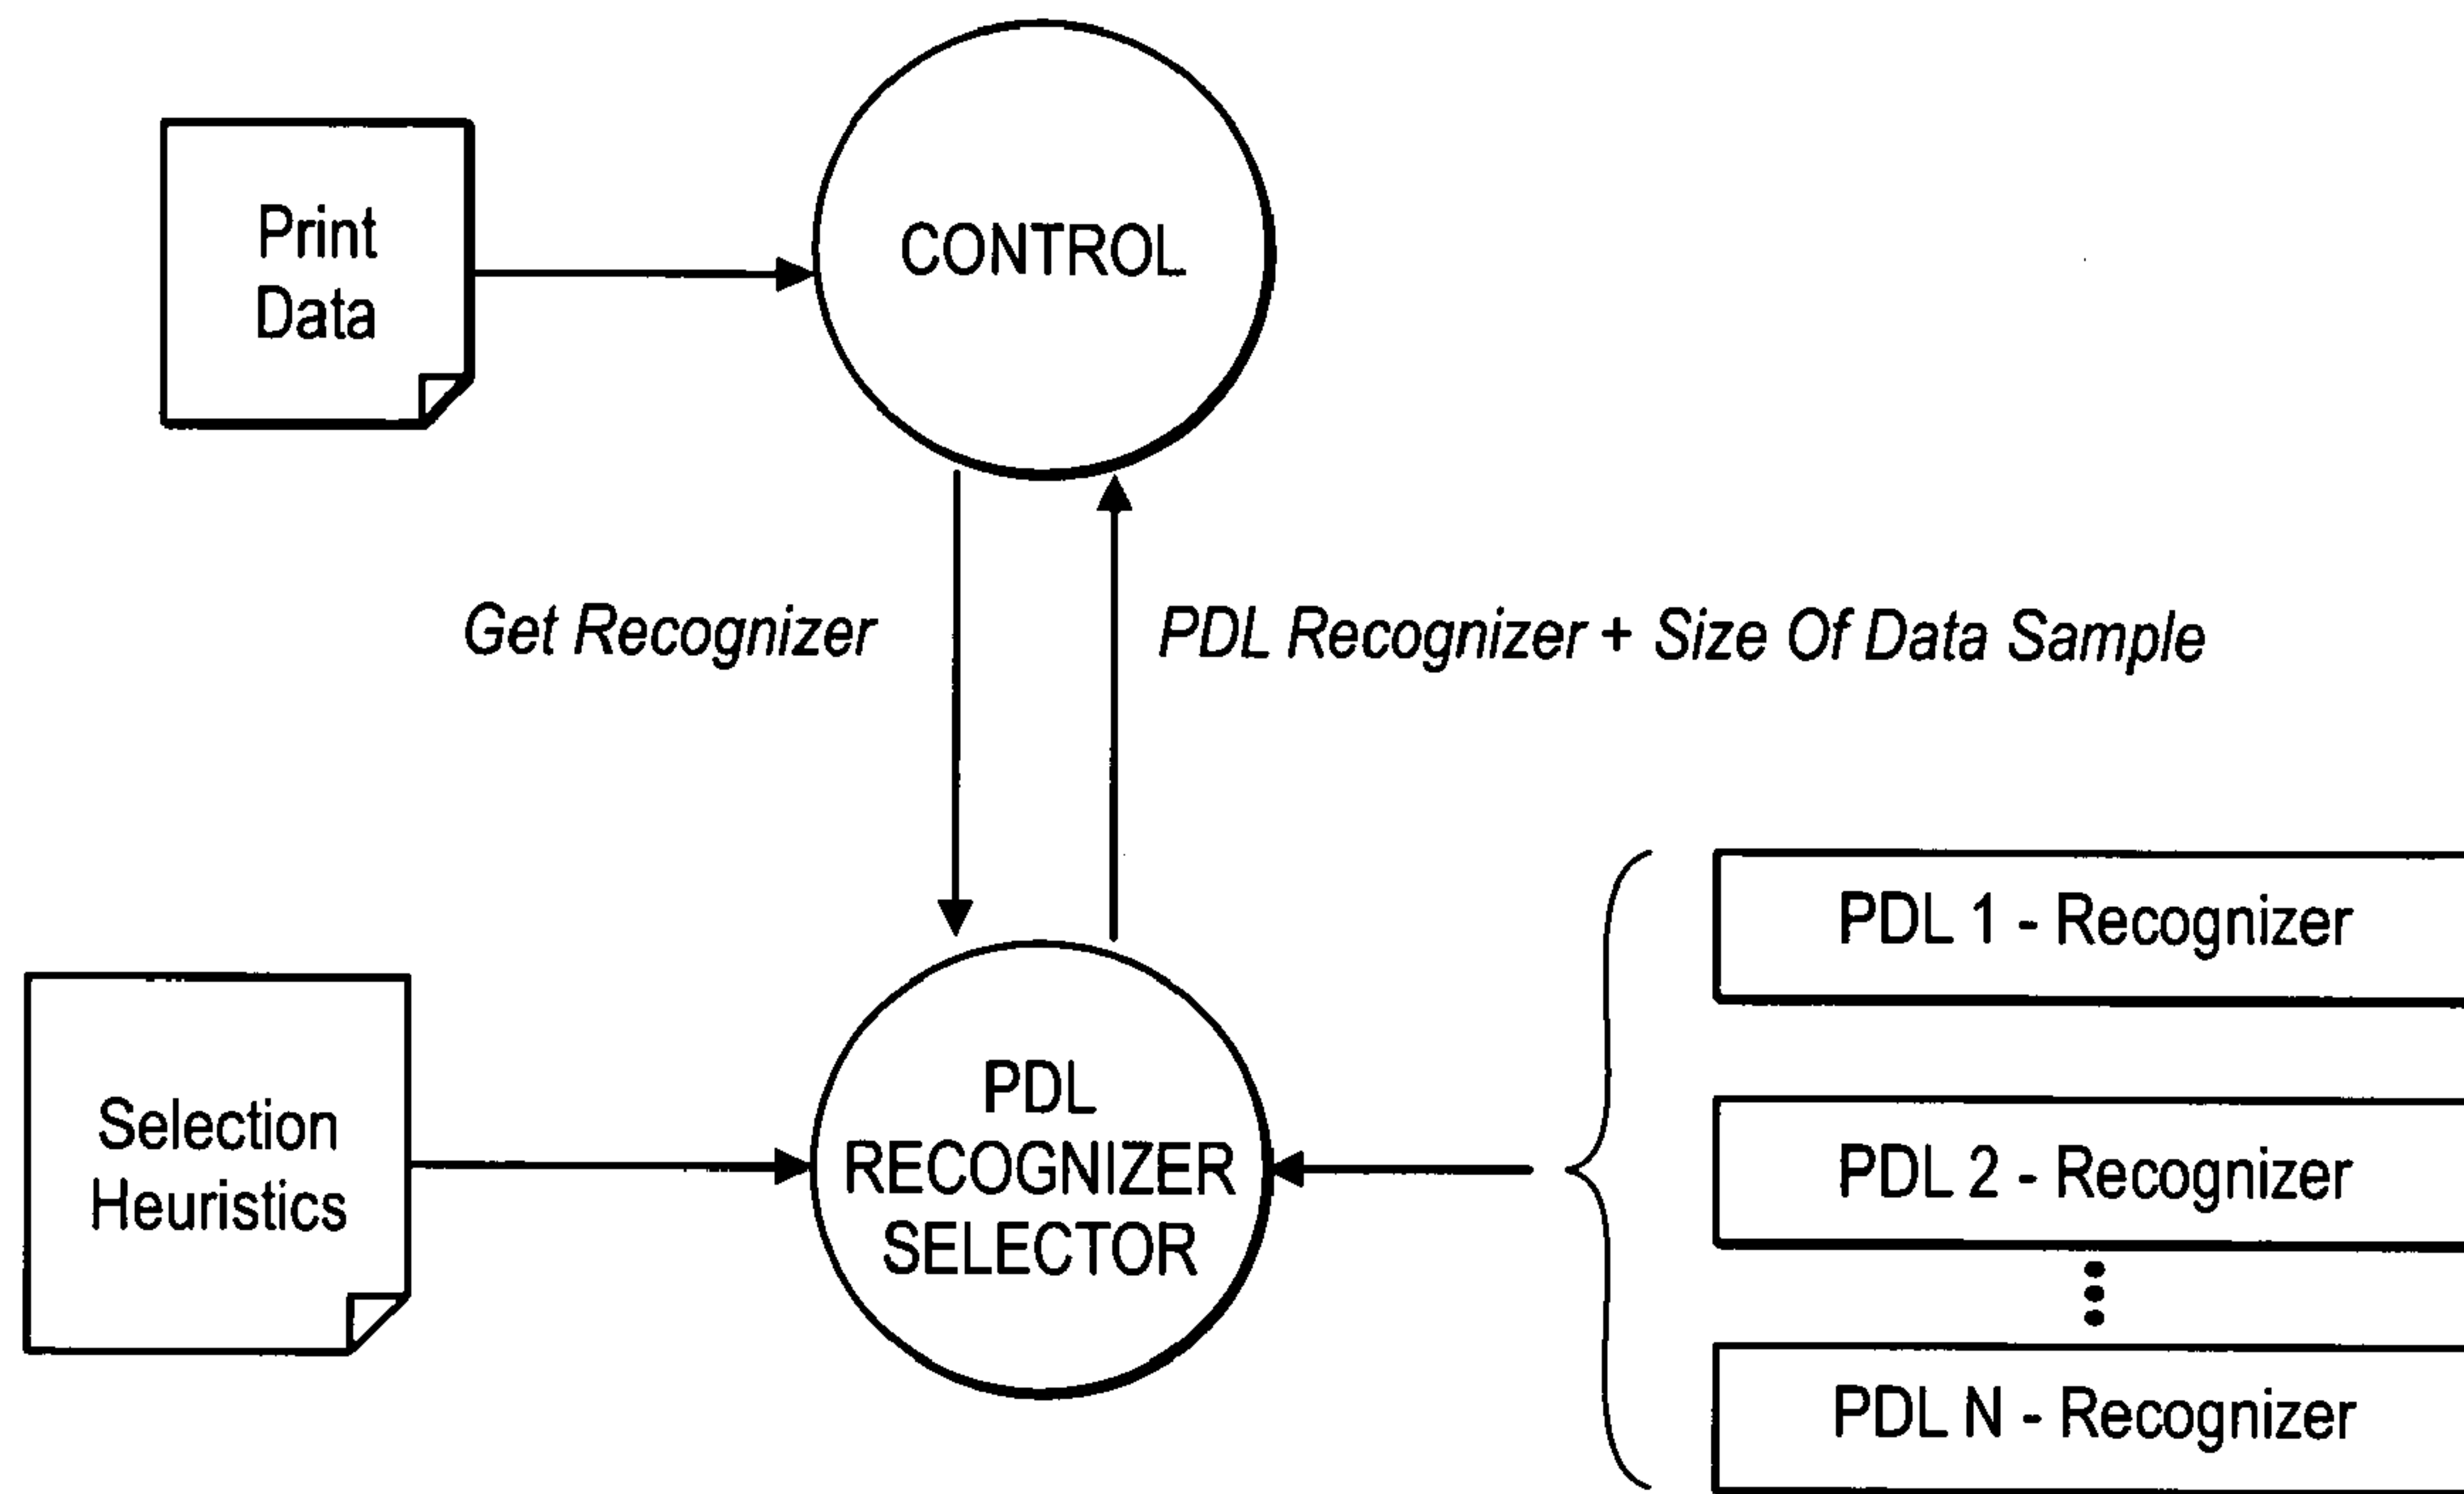 Print
Data
CONTROL
Get Recognizer
PDL Recognizer + Size Of Data Sample
Selection
Heuristics
PDL
RECOGNIZER
SELECTOR
PDL 1 - Recognizer
PDL 2 - Recognizer
PDL N - Recognizer